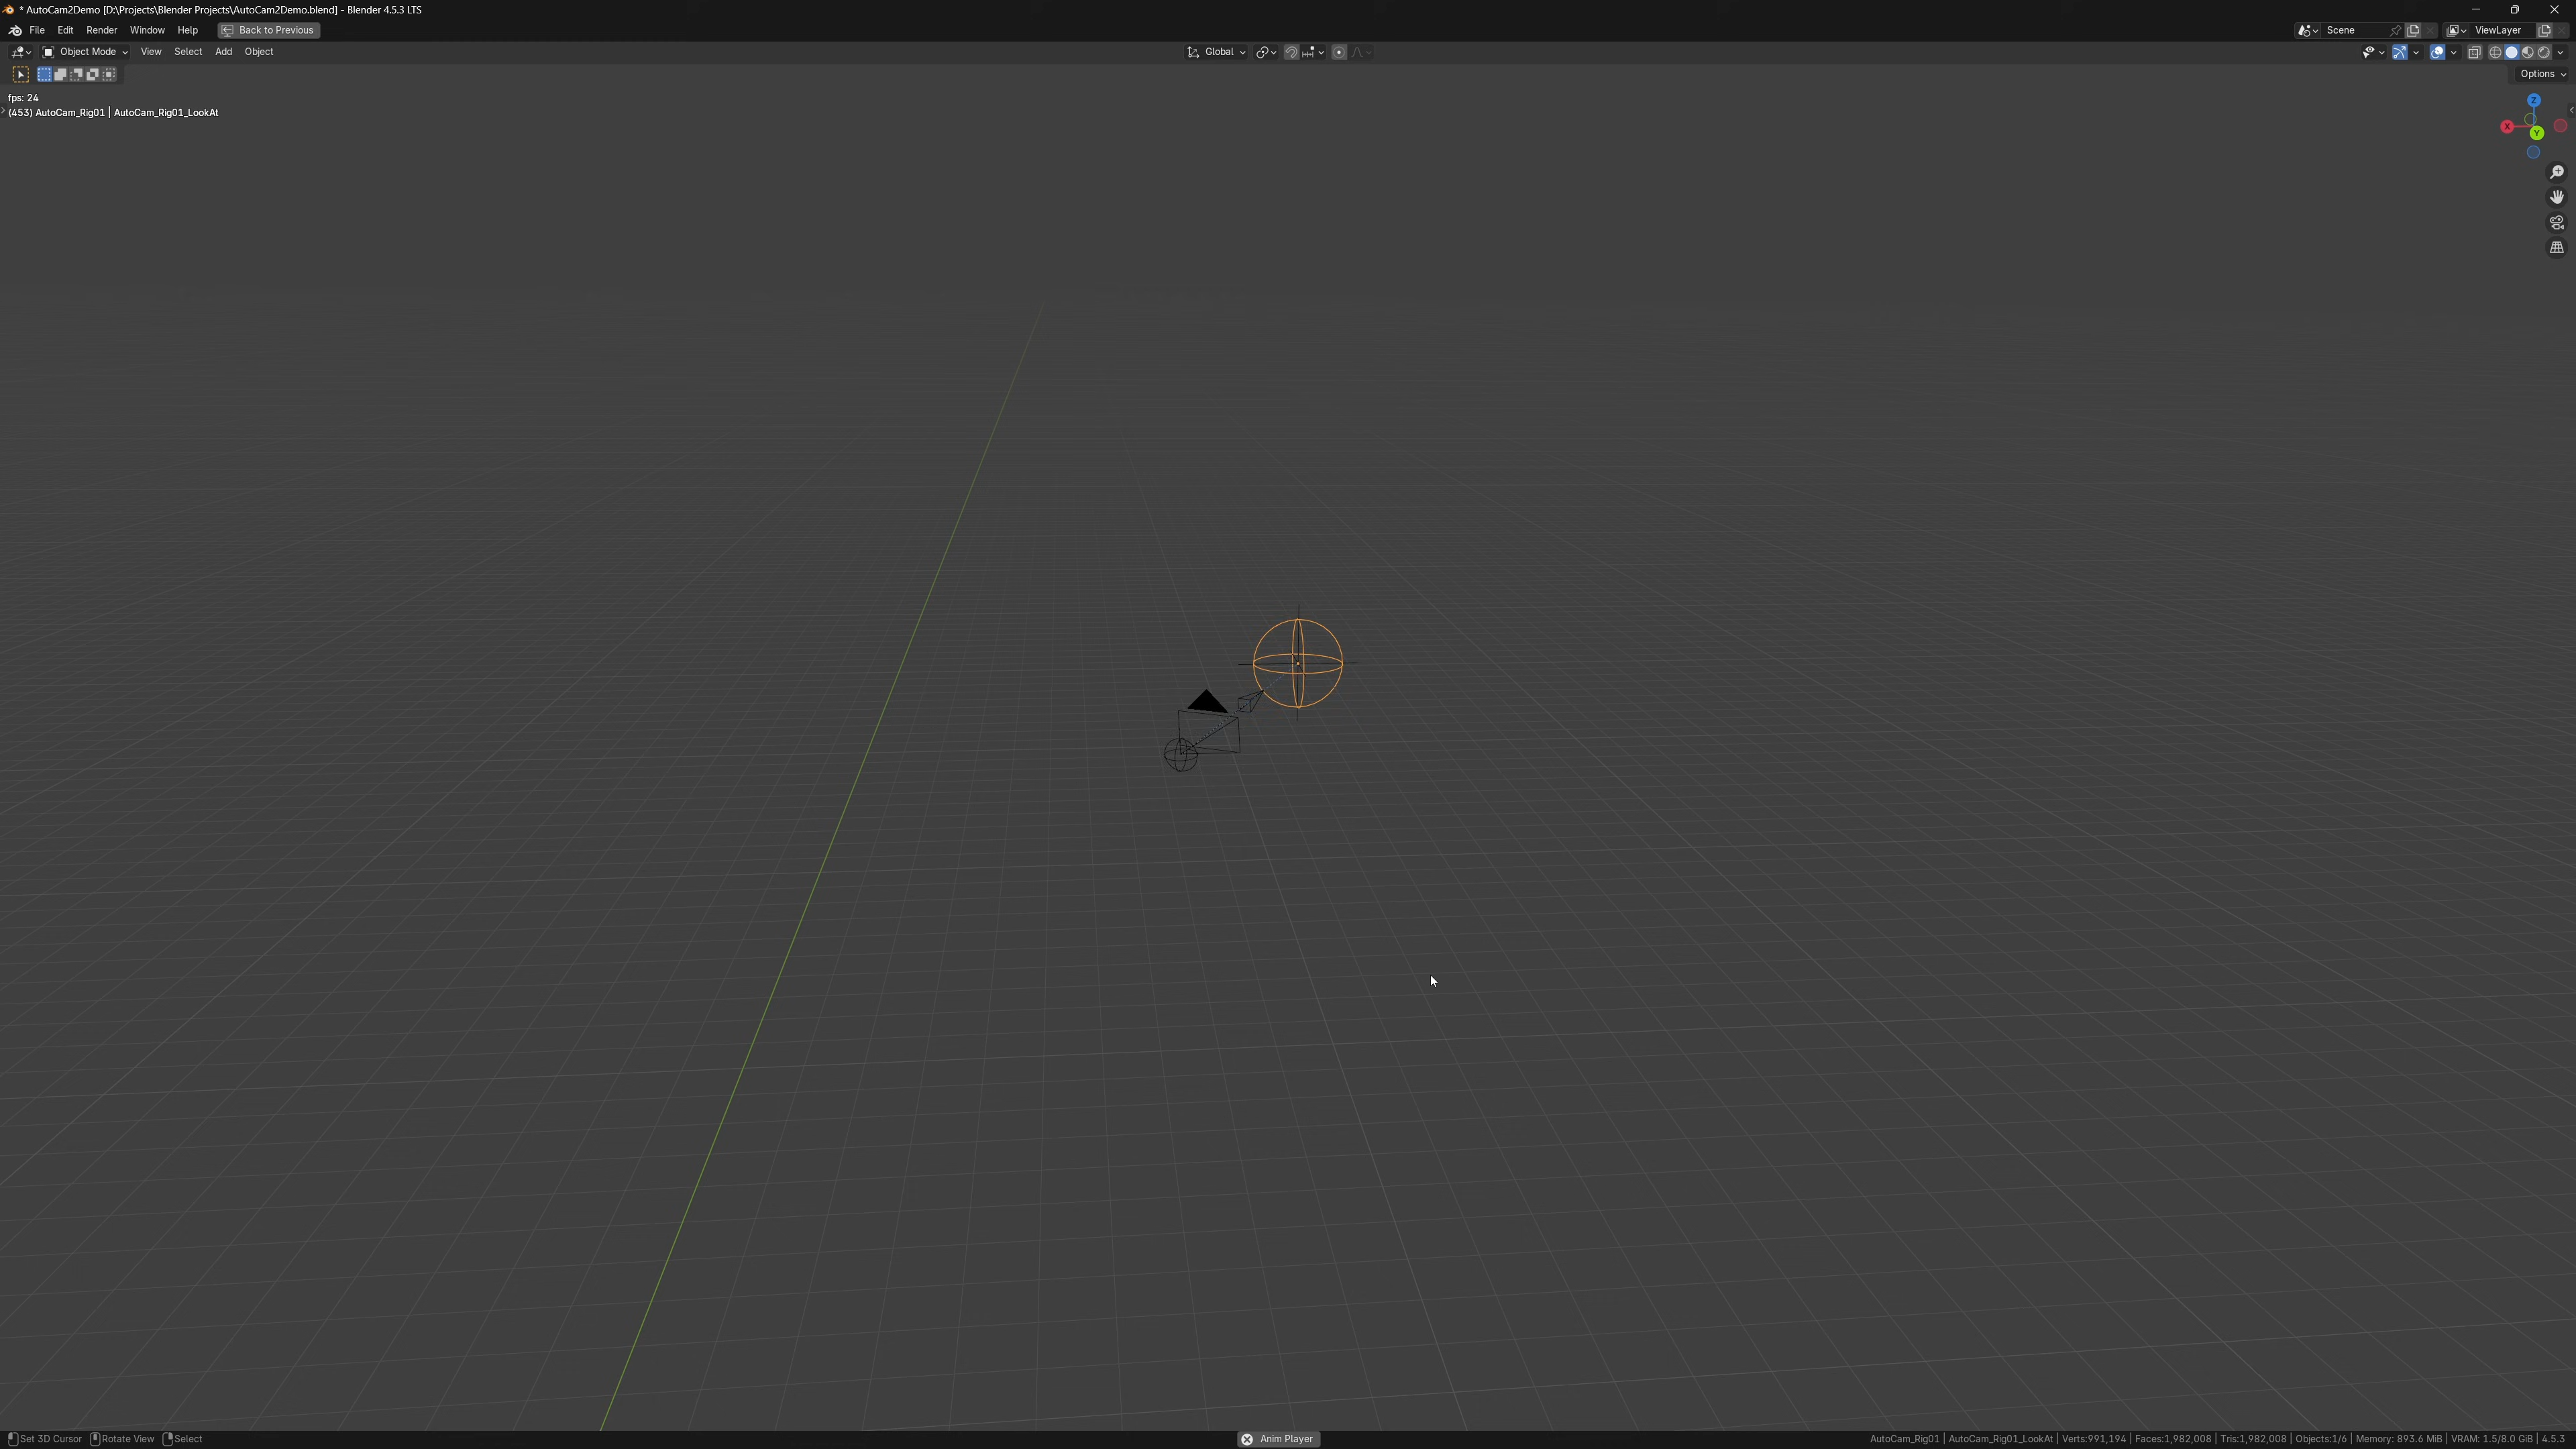 * AutoCam2Demo [D:\Projects\Blender Projects\AutoCam2Demo.blend] - Blender 4.5.3 LTS
File Edit Render Window Help Back to Previous Scene ViewLayer
Object Mode View Select Add Object Global
Options
fps: 24
(453) AutoCam_Rig01 | AutoCam_Rig01_LookAt
Z
X
Y
Set 3D Cursor Rotate View Select Anim Player AutoCam_Rig01 | AutoCam_Rig01_LookAt | Verts:991,194 | Faces:1,982,008 | Tris:1,982,008 | Objects:1/6 | Memory: 893.6 MiB | VRAM: 1.5/8.0 GiB | 4.5.3